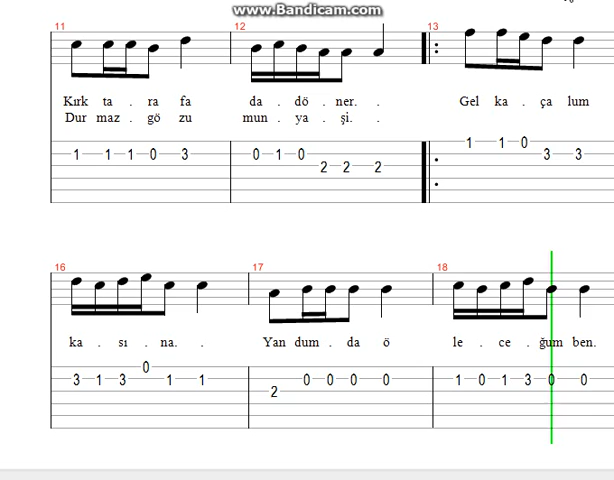 www.Bandicam.com
11 12 13
Kırk ta . ra fa da . dö . ner. . Gel ka . ça lum
Dur maz . gö zu mun . ya . şi. .
1 1 0
1 1 1 0 3 0 1 0 3 3
2 2 2
16 17 18
ka . sı . na. . Yan dum . da ö le . ce . ğum ben.
0
3 1 3 1 1 0 0 0 0 1 0 1 3 0 0
2